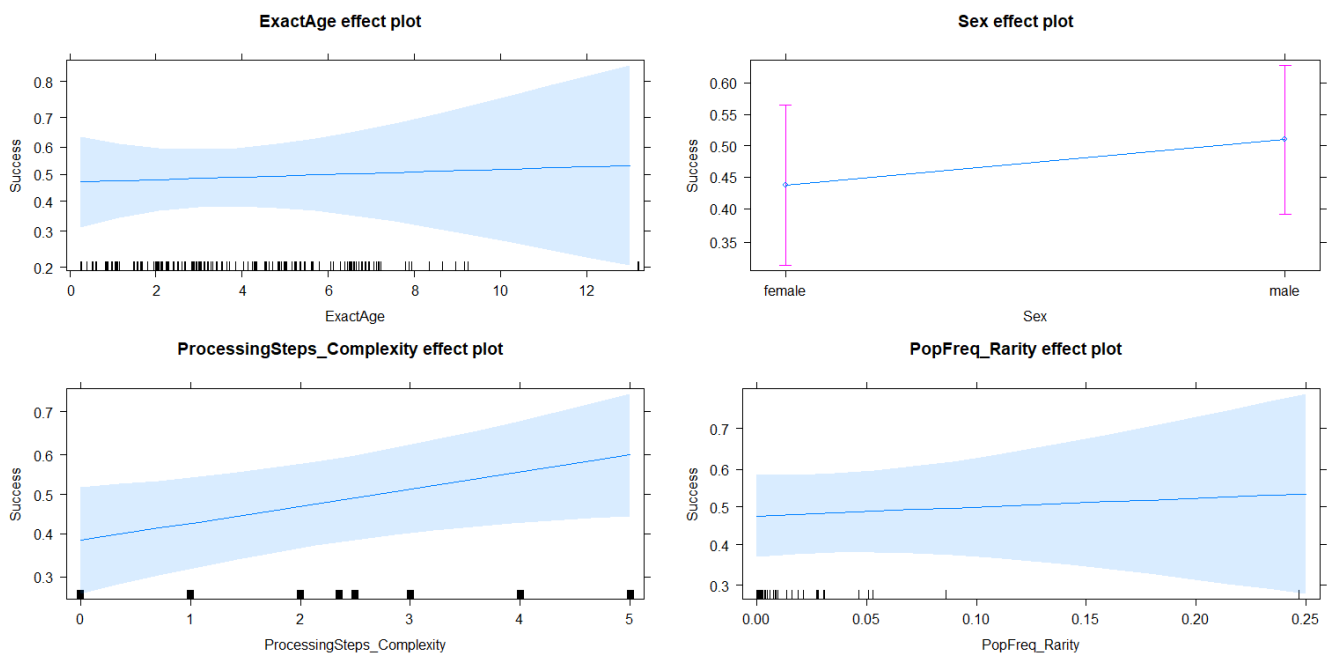 ExactAge effect plot
Success
0.8
0.7
0.6
0.5
0.4
0.3
0.2
0 2 4 6 8 10 12
ExactAge
Sex effect plot
Success
0.60
0.55
0.50
0.45
0.40
0.35
female male
Sex
ProcessingSteps_Complexity effect plot
Success
0.7
0.6
0.5
0.4
0.3
0 1 2 3 4 5
ProcessingSteps_Complexity
PopFreq_Rarity effect plot
Success
0.7
0.6
0.5
0.4
0.3
0.00 0.05 0.10 0.15 0.20 0.25
PopFreq_Rarity